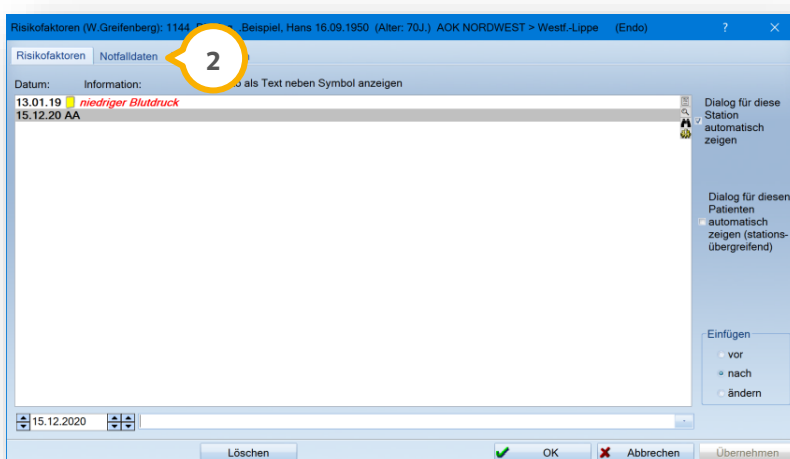 Risikofaktoren (W.Greifenberg): 1144, .,Beispiel, Hans 16.09.1950 (Alter: 70J.) AOK NORDWEST > Westf.-Lippe (Endo) ? ×
Risikofaktoren Notfalldaten
2
Datum: Information: als Text neben Symbol anzeigen
13.01.19 niedriger Blutdruck
15.12.20 AA
Dialog für diese
Station
automatisch
zeigen
Dialog für diesen
Patienten
automatisch
zeigen (stations-
übergreifend)
Einfügen
vor
nach
ändern
15.12.2020
Löschen OK Abbrechen Übernehmen